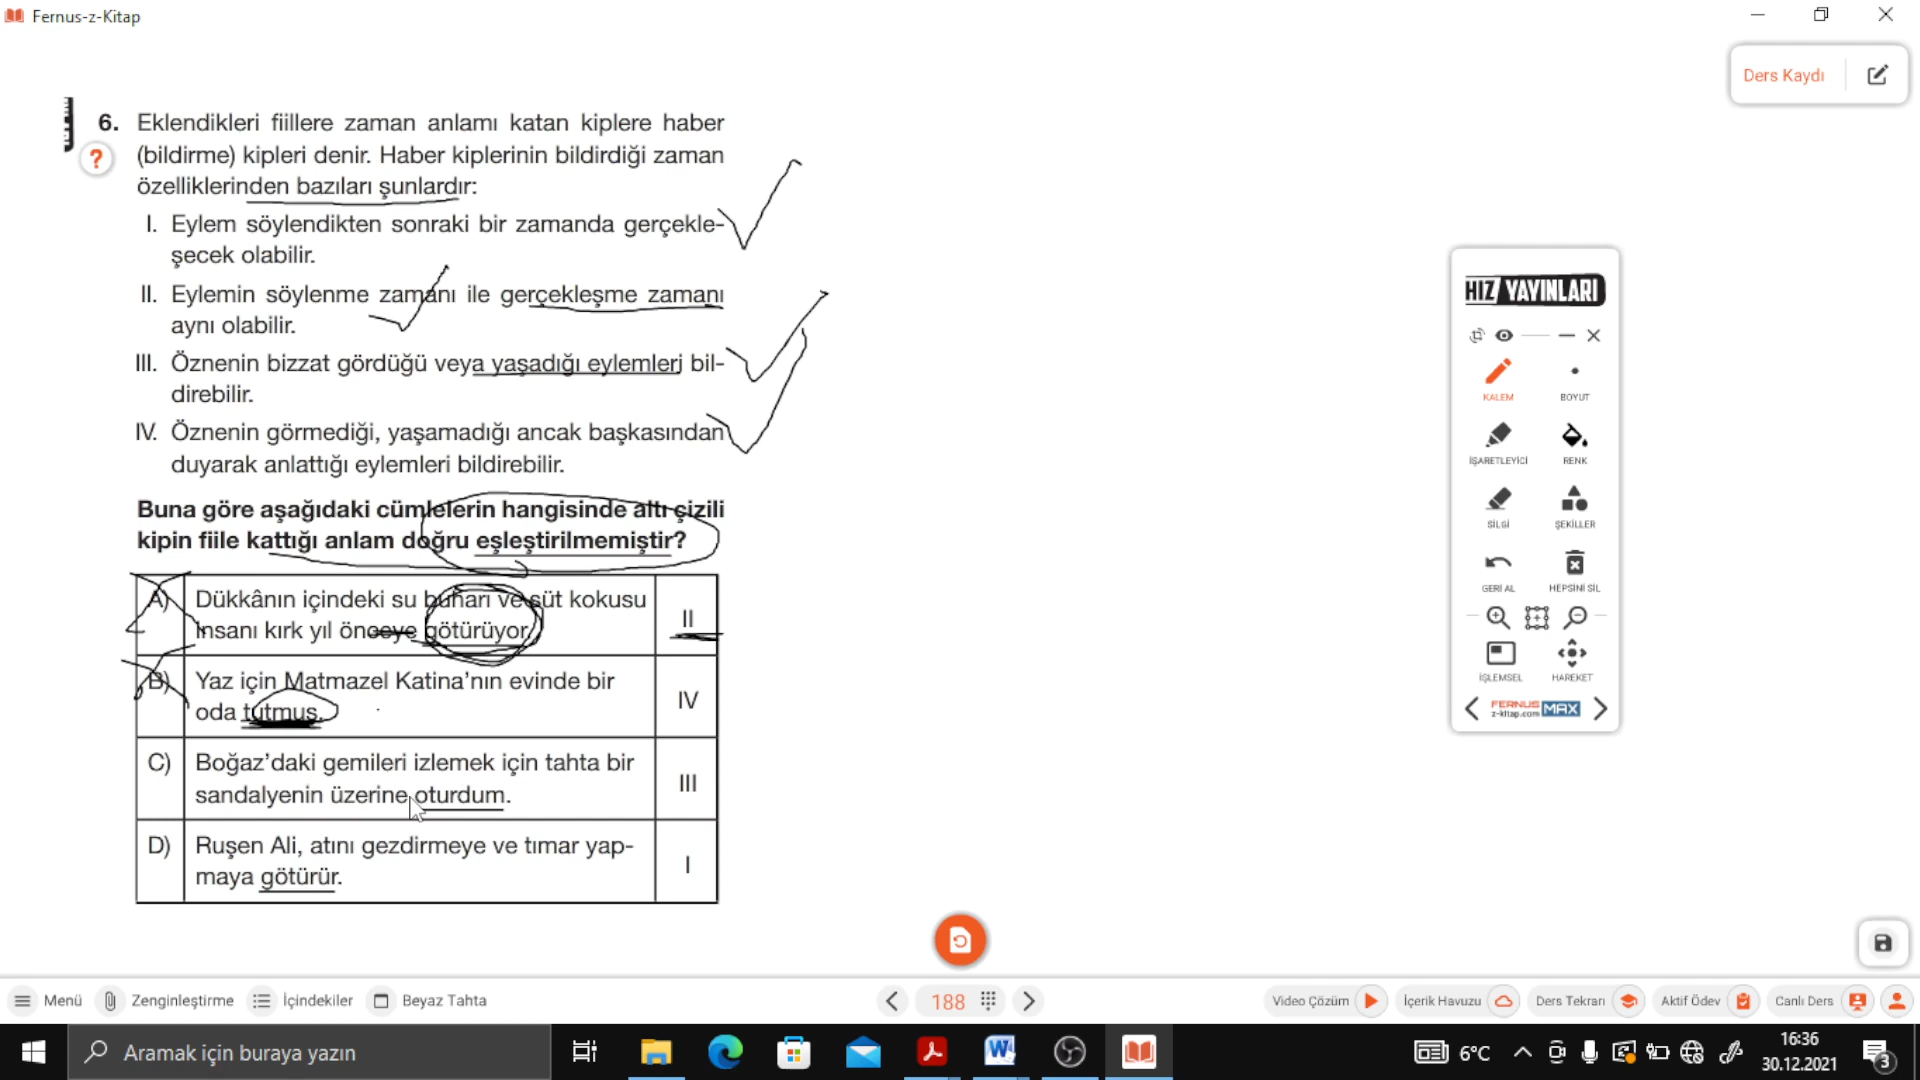 Fernus-z-Kitap
Ders Kaydı
6. Eklendikleri fiillere zaman anlamı katan kiplere haber
(bildirme) kipleri denir. Haber kiplerinin bildirdiği zaman
özelliklerinden bazıları şunlardır:
I. Eylem söylendikten sonraki bir zamanda gerçekle-
şecek olabilir.
II. Eylemin söylenme zamanı ile gerçekleşme zamanı
aynı olabilir.
III. Öznenin bizzat gördüğü veya yaşadığı eylemleri bil-
direbilir.
IV. Öznenin görmediği, yaşamadığı ancak başkasından
duyarak anlattığı eylemleri bildirebilir.
Buna göre aşağıdaki cümlelerin hangisinde altı çizili
kipin fiile kattığı anlam doğru eşleştirilmemiştir?
A) Dükkânın içindeki su buharı ve süt kokusu
insanı kırk yıl önceye götürüyor. II
B) Yaz için Matmazel Katina'nın evinde bir
oda tutmuş. IV
C) Boğaz'daki gemileri izlemek için tahta bir
sandalyenin üzerine oturdum. III
D) Ruşen Ali, atını gezdirmeye ve tımar yap-
maya götürür. I
?
HIZ YAYINLARI
KALEM BOYUT
İŞARETLEYİCİ RENK
SİLGİ ŞEKİLLER
GERİ AL HEPSİNİ SİL
İŞLEMSEL HAREKET
FERNUS
z-kitap.com MAX
Menü Zenginleştirme İçindekiler Beyaz Tahta 188 Video Çözüm İçerik Havuzu Ders Tekrarı Aktif Ödev Canlı Ders
Aramak için buraya yazın
6°C
16:36
30.12.2021
3